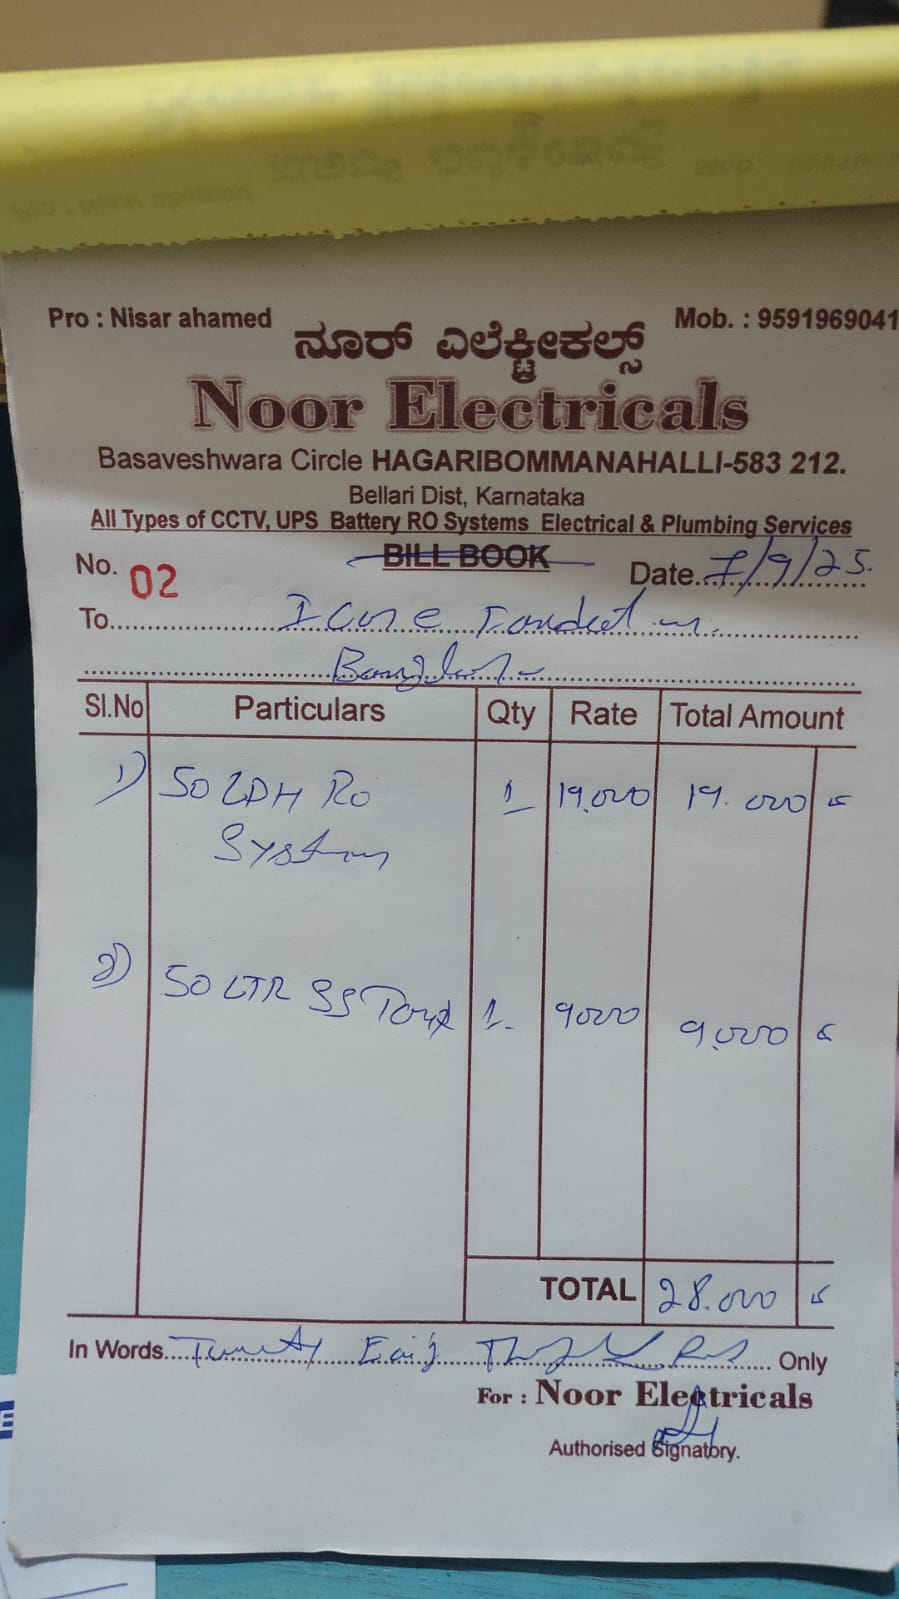 Pro : Nisar ahamed
Mob. : 9591969041
ನೂರ್ ಎಲೆಕ್ಟ್ರೀಕಲ್ಸ್
Noor Electricals
Basaveshwara Circle HAGARIBOMMANAHALLI-583 212.
Bellari Dist, Karnataka
All Types of CCTV, UPS Battery RO Systems Electrical & Plumbing Services
BILL BOOK
No. 02 Date. 7/9/25.
To
Sl.No Particulars Qty Rate Total Amount
1) 50 RO 1 19,000 19.000
System
2) 50 LTR SS 1 9000 9,000
TOTAL 28.000
In Words Twenty Only
For : Noor Electricals
Authorised Signatory.